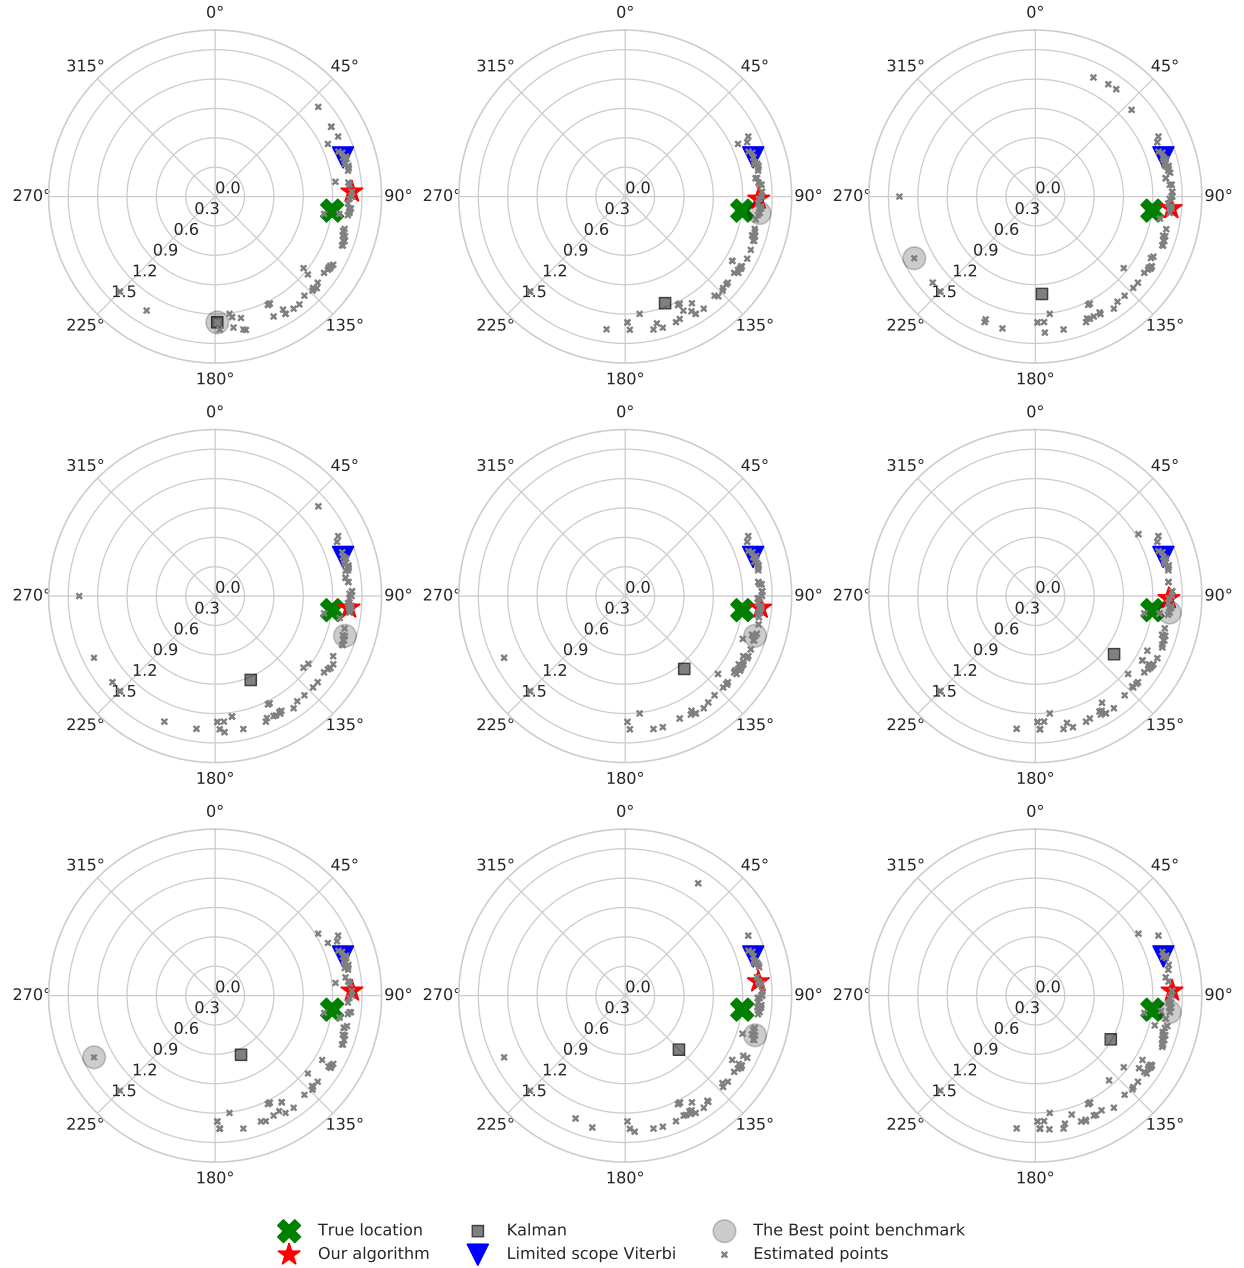 0° 0° 0°
315° 45° 315° 45° 315° 45°
270° 0.0 90° 270° 0.0 90° 270° 0.0 90°
0.3 0.3 0.3
0.6 0.6 0.6
0.9 0.9 0.9
1.2 1.2 1.2
1.5 1.5 1.5
225° 135° 225° 135° 225° 135°
180° 180° 180°
0° 0° 0°
315° 45° 315° 45° 315° 45°
270° 0.0 90° 270° 0.0 90° 270° 0.0 90°
0.3 0.3 0.3
0.6 0.6 0.6
0.9 0.9 0.9
1.2 1.2 1.2
1.5 1.5 1.5
225° 135° 225° 135° 225° 135°
180° 180° 180°
0° 0° 0°
315° 45° 315° 45° 315° 45°
270° 0.0 90° 270° 0.0 90° 270° 0.0 90°
0.3 0.3 0.3
0.6 0.6 0.6
0.9 0.9 0.9
1.2 1.2 1.2
1.5 1.5 1.5
225° 135° 225° 135° 225° 135°
180° 180° 180°
True location Kalman The Best point benchmark
Our algorithm Limited scope Viterbi Estimated points